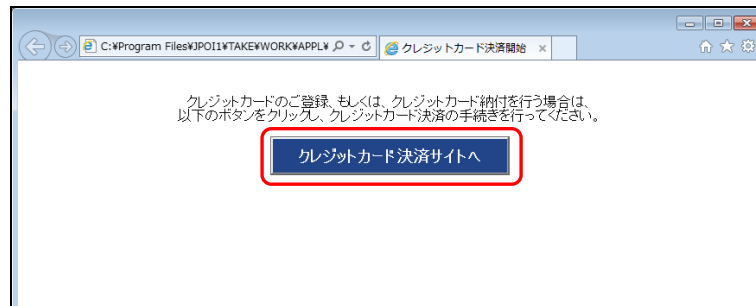 C:¥Program Files¥JPOI1¥TAKE¥WORK¥APPL¥
クレジットカード決済開始
クレジットカードのご登録、もしくは、クレジットカード納付を行う場合は、
以下のボタンをクリックし、クレジットカード決済の手続きを行ってください。
クレジットカード決済サイトへ